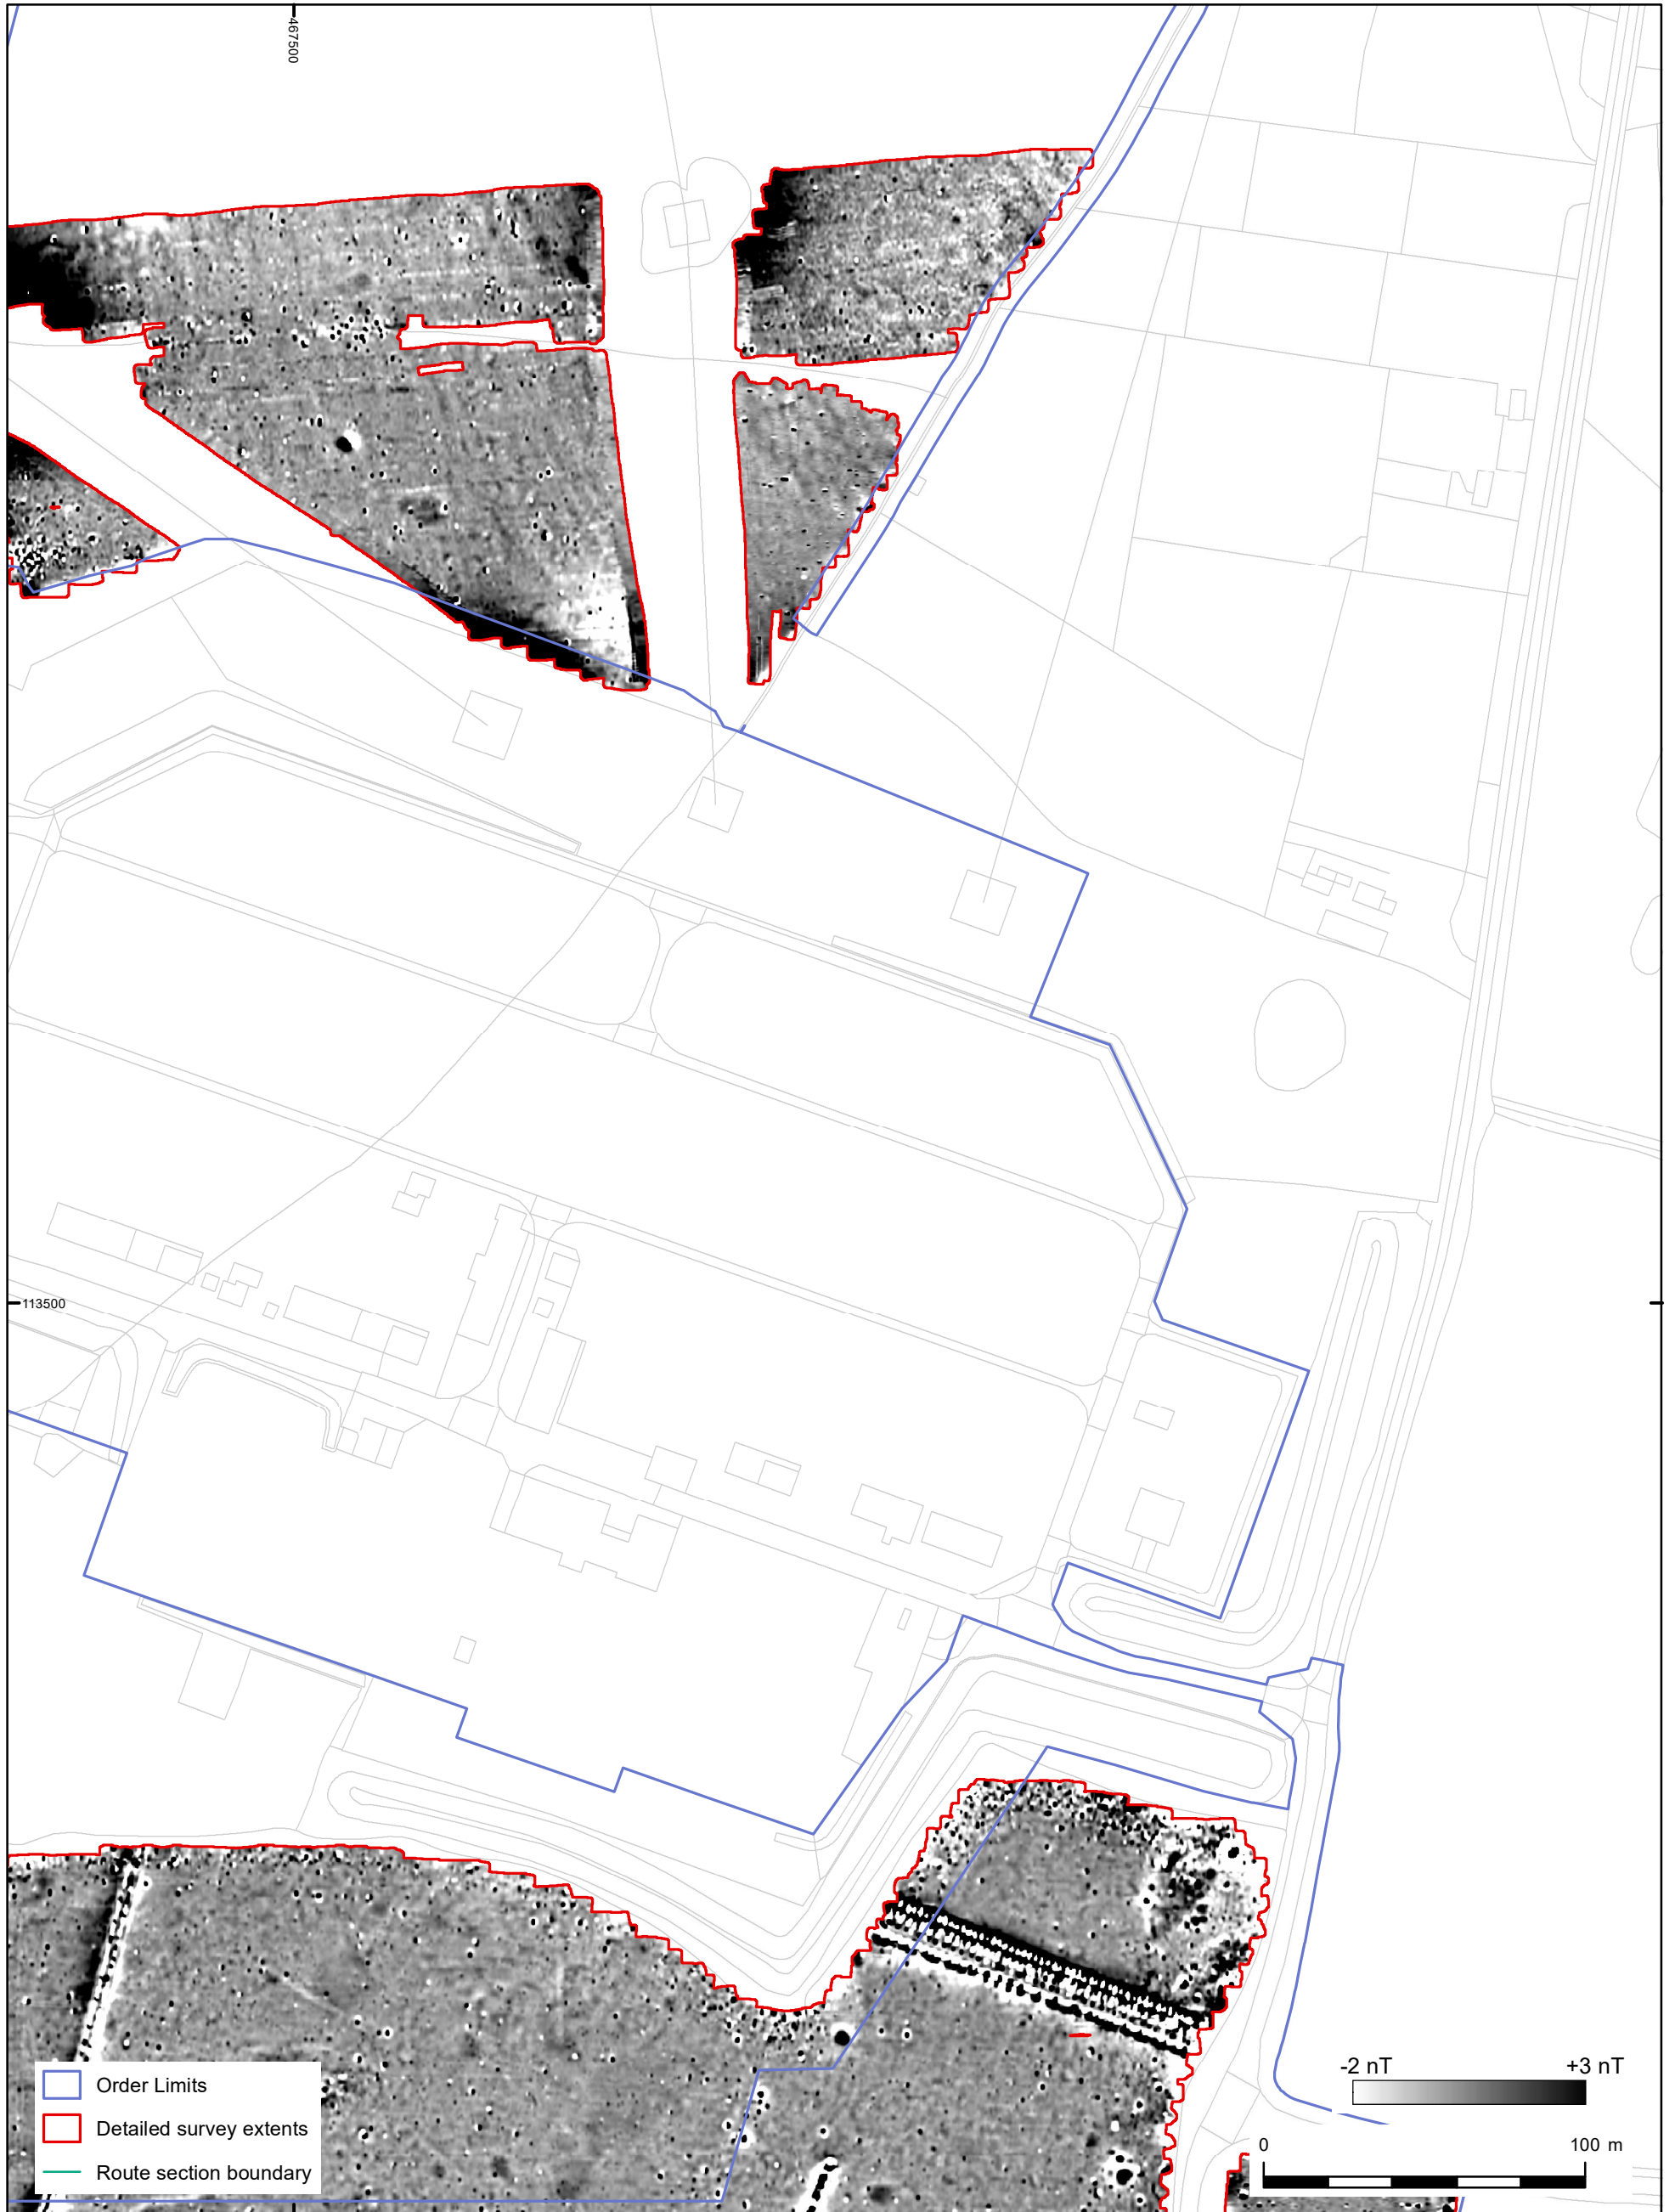 467500
113500
Order Limits
Detailed survey extents
Route section boundary
-2 nT +3 nT
0 100 m